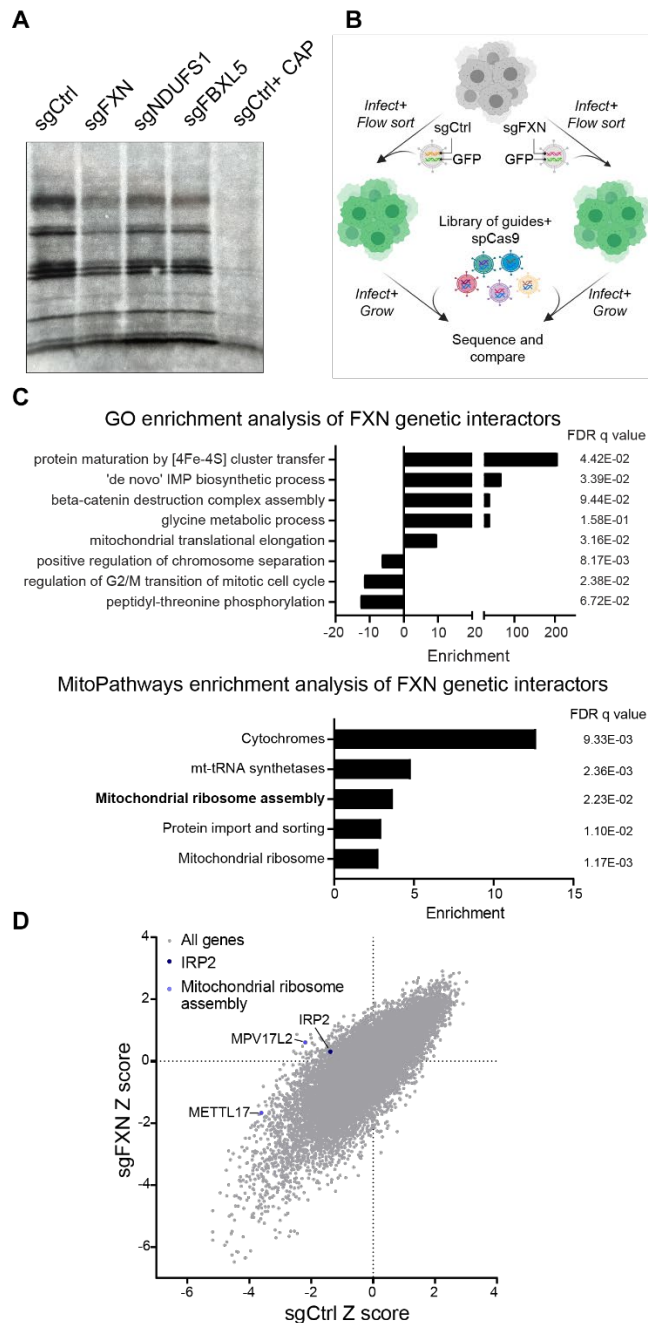 A
sgCtrl
sgFXN
sgNDUFS1
sgFBXL5
sgCtrl+ CAP
B
Infect+
Flow sort
sgCtrl
GFP
sgFXN
GFP
Infect+
Flow sort
Library of guides+
spCas9
Infect+
Grow
Infect+
Grow
Sequence and
compare
C
GO enrichment analysis of FXN genetic interactors
FDR q value
protein maturation by [4Fe-4S] cluster transfer 4.42E-02
'de novo' IMP biosynthetic process 3.39E-02
beta-catenin destruction complex assembly 9.44E-02
glycine metabolic process 1.58E-01
mitochondrial translational elongation 3.16E-02
positive regulation of chromosome separation 8.17E-03
regulation of G2/M transition of mitotic cell cycle 2.38E-02
peptidyl-threonine phosphorylation 6.72E-02
-20 -10 0 10 20 100 200
Enrichment
MitoPathways enrichment analysis of FXN genetic interactors
FDR q value
Cytochromes 9.33E-03
mt-tRNA synthetases 2.36E-03
Mitochondrial ribosome assembly 2.23E-02
Protein import and sorting 1.10E-02
Mitochondrial ribosome 1.17E-03
0 5 10 15
Enrichment
D
All genes
IRP2
Mitochondrial ribosome
assembly
IRP2
MPV17L2
METTL17
4
2
0
-2
-4
-6
sgFXN Z score
-6 -4 -2 0 2 4
sgCtrl Z score